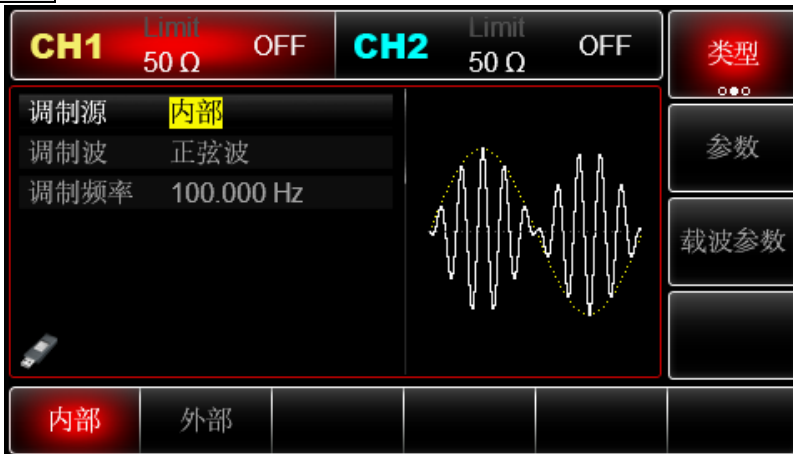 CH1 Limit 50 Ω OFF
CH2 Limit 50 Ω OFF
类型
调制源 内部
调制波 正弦波
调制频率 100.000 Hz
参数
载波参数
内部 外部